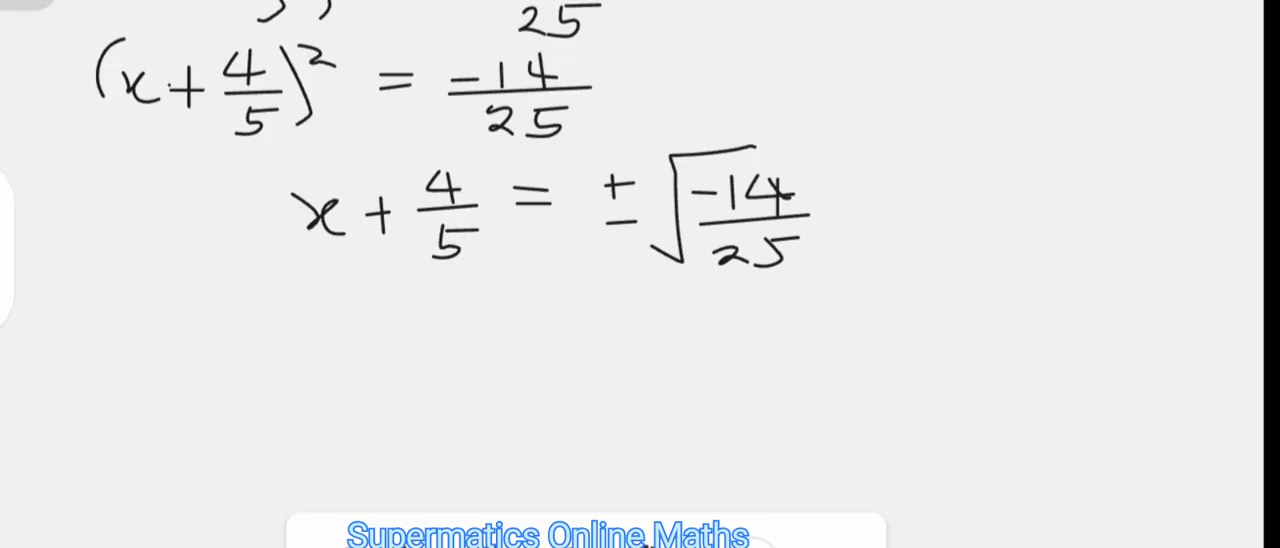 25
(x + 4/5)² = -14/25
x + 4/5 = ± √(-14/25)
Supermatics Online Maths